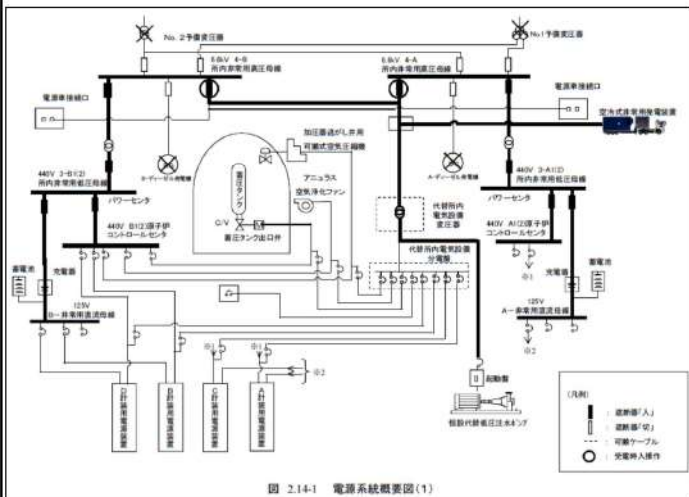 No. 2予備変圧器
No1予備変圧器
6.6kV 4-B
所内非常用高圧母線
6.6kV 4-A
所内非常用高圧母線
電源車接続口
電源車接続口
空冷式非常用発電装置
加圧器逃がし弁用
可搬式空気圧縮機
B-ディーゼル発電機
A-ディーゼル発電機
アニュラス
空気浄化ファン
蓄圧タンク
C/V
蓄圧タンク出口弁
440V 3-B1(2)
所内非常用低圧母線
パワーセンタ
440V 3-A1(2)
所内非常用低圧母線
パワーセンタ
440V B1(2)原子炉
コントロールセンタ
440V A1(2)原子炉
コントロールセンタ
代替所内
電気設備
変圧器
代替所内電気設備
分電盤
蓄電池
充電器
125V
B-非常用直流母線
充電器
蓄電池
125V
A-非常用直流母線
※1
※2
※1
※1
※2
D計装用電源装置
B計装用電源装置
C計装用電源装置
A計装用電源装置
起動盤
恒設代替低圧注水ポンプ
(凡例)
: 遮断器「入」
: 遮断器「切」
: 可搬ケーブル
: 受電時入操作
図 2.14-1 電源系統概要図(1)